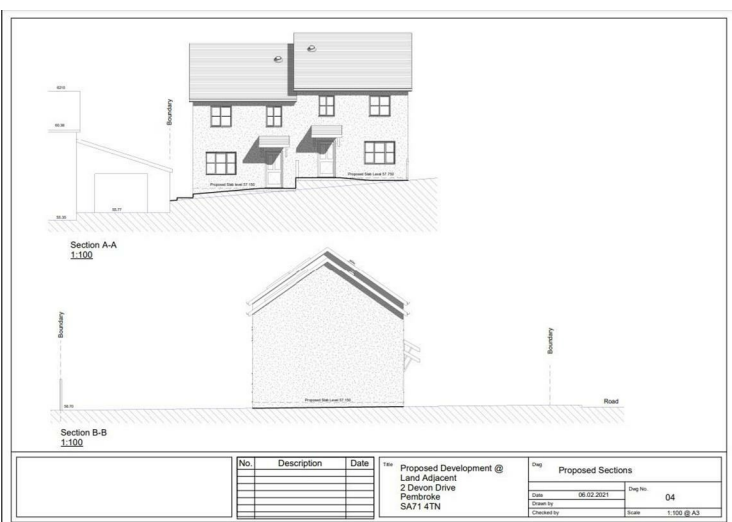 Boundary
Proposed Slab level 57.150
Proposed Slab Level 57.750
Section A-A
1:100
Boundary
Boundary
Proposed Slab Level 57.150
Road
Section B-B
1:100
No. Description Date
Title Proposed Development @
Land Adjacent
2 Devon Drive
Pembroke
SA71 4TN
Dwg Proposed Sections
Date 06.02.2021
Drawn by
Checked by
Dwg No. 04
Scale 1:100 @ A3